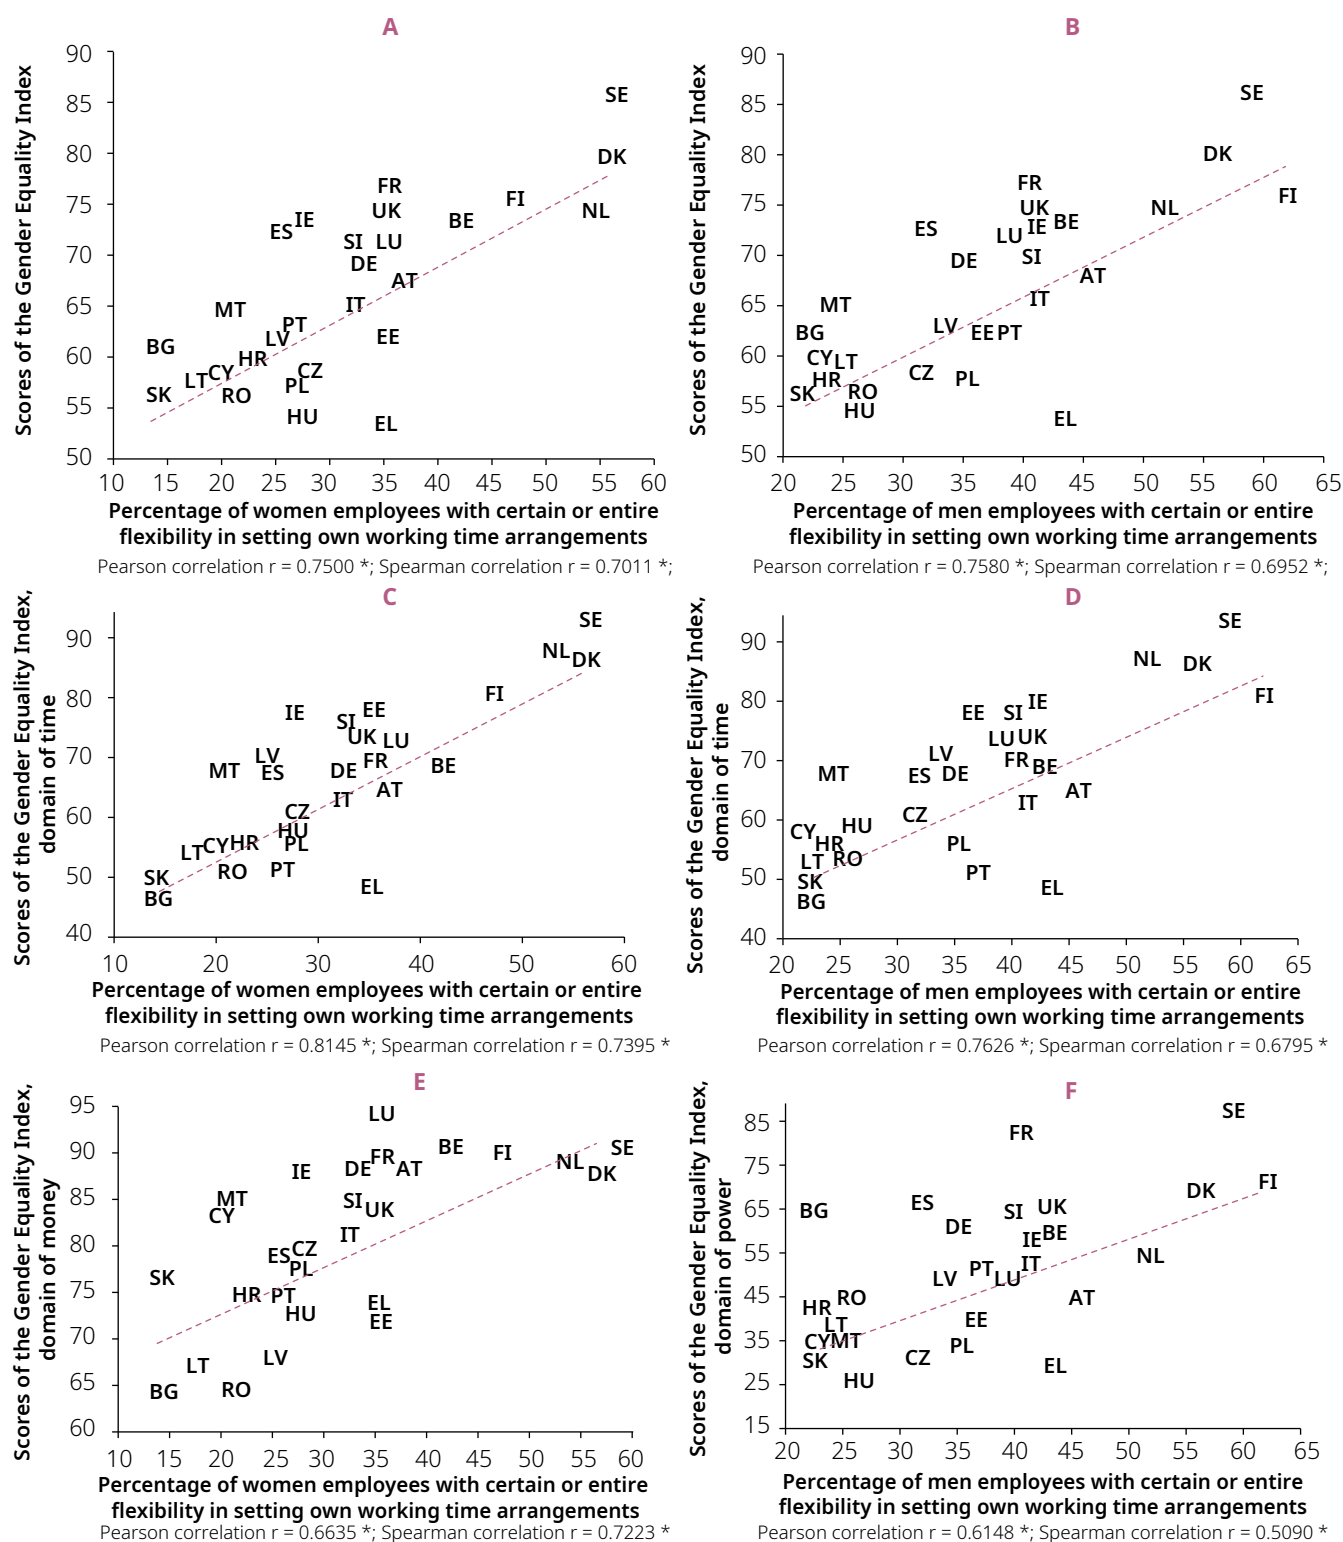 A
Scores of the Gender Equality Index
90
85
80
75
70
65
60
55
50
SE
DK
FR
FI
UK
NL
IE
BE
ES
SI LU
DE
AT
MT
IT
PT
EE
LV
BG
HR
CZ
CY
LT
PL
SK
RO
HU
EL
10 15 20 25 30 35 40 45 50 55 60
Percentage of women employees with certain or entire
flexibility in setting own working time arrangements
Pearson correlation r = 0.7500 *; Spearman correlation r = 0.7011 *;
B
Scores of the Gender Equality Index
90
85
80
75
70
65
60
55
50
SE
DK
FR
FI
UK
NL
BE
IE
ES
LU
SI
DE
AT
IT
MT
LV
BG
EE PT
CY LT
CZ
HR
PL
SK
RO
HU
EL
20 25 30 35 40 45 50 55 60 65
Percentage of men employees with certain or entire
flexibility in setting own working time arrangements
Pearson correlation r = 0.7580 *; Spearman correlation r = 0.6952 *;
C
Scores of the Gender Equality Index,
domain of time
90
80
70
60
50
40
SE
NL
DK
FI
EE
IE
SI
UK
LU
LV
FR
BE
MT
ES
DE
AT
IT
CZ
HU
HR
CY
PL
LT
PT
RO
SK
EL
BG
10 20 30 40 50 60
Percentage of women employees with certain or entire
flexibility in setting own working time arrangements
Pearson correlation r = 0.8145 *; Spearman correlation r = 0.7395 *
D
Scores of the Gender Equality Index,
domain of time
90
80
70
60
50
40
SE
NL
DK
FI
IE
EE
SI
LU UK
LV
FR
BE
MT
ES
DE
AT
IT
CZ
HU
CY
HR
PL
LT
RO
PT
SK
EL
BG
20 25 30 35 40 45 50 55 60 65
Percentage of men employees with certain or entire
flexibility in setting own working time arrangements
Pearson correlation r = 0.7626 *; Spearman correlation r = 0.6795 *
E
Scores of the Gender Equality Index,
domain of money
95
90
85
80
75
70
65
60
LU
SE
BE
FI
FR
NL
DE
AT
IE
DK
MT
SI
UK
CY
IT
CZ
ES
PL
SK
HR
PT
EL
HU
EE
LV
LT
RO
BG
10 15 20 25 30 35 40 45 50 55 60
Percentage of women employees with certain or entire
flexibility in setting own working time arrangements
Pearson correlation r = 0.6635 *; Spearman correlation r = 0.7223 *
F
Scores of the Gender Equality Index,
domain of power
85
75
65
55
45
35
25
15
SE
FR
FI
DK
ES
UK
SI
BG
DE
BE
IE
NL
IT
PT
LV
LU
RO
AT
HR
EE
LT
CY MT
PL
SK
CZ
EL
HU
20 25 30 35 40 45 50 55 60 65
Percentage of men employees with certain or entire
flexibility in setting own working time arrangements
Pearson correlation r = 0.6148 *; Spearman correlation r = 0.5090 *